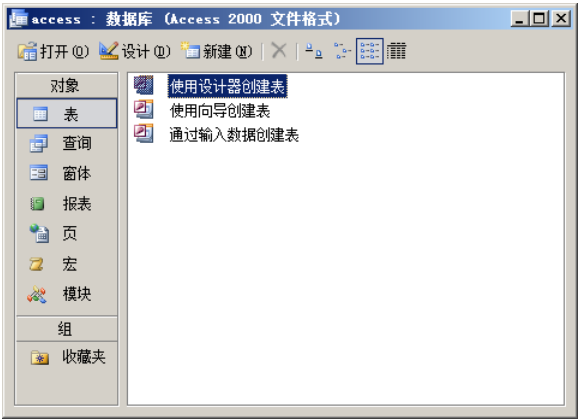 access : 数据库 (Access 2000 文件格式)
打开(O) 设计(D) 新建(N)
对象
表
查询
窗体
报表
页
宏
模块
组
收藏夹
使用设计器创建表
使用向导创建表
通过输入数据创建表